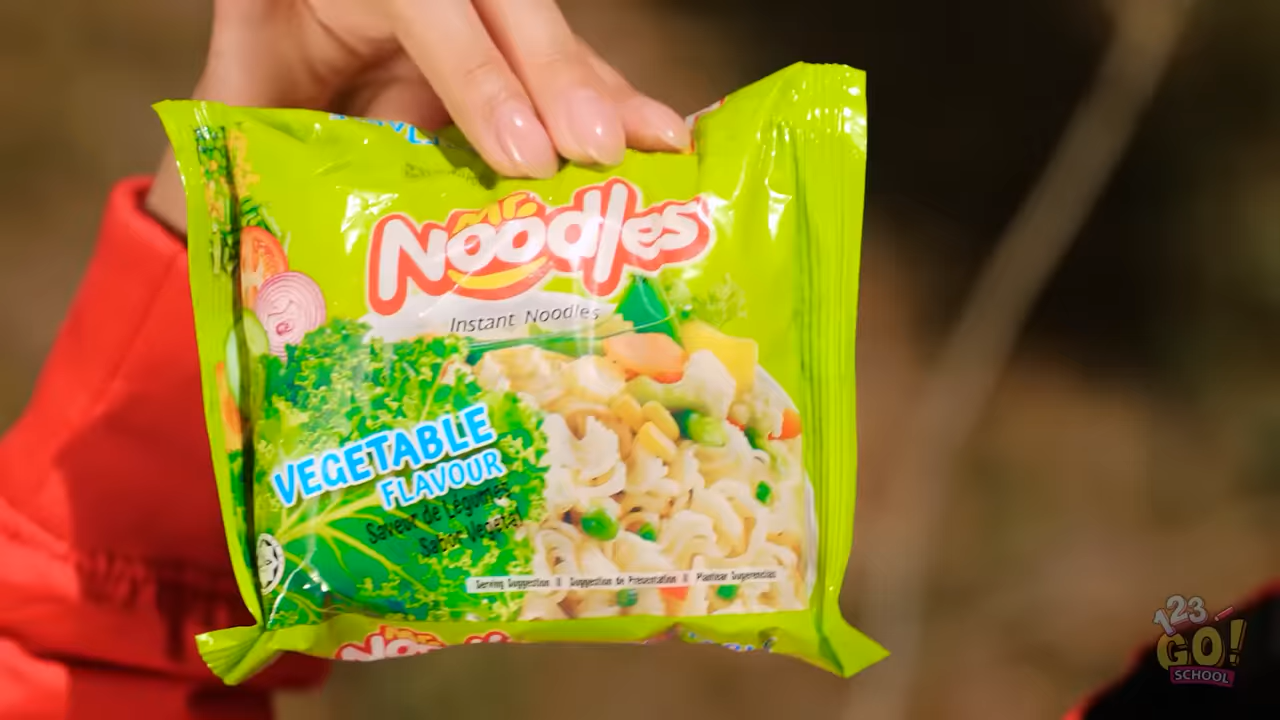 Mr.
Noodles
Instant Noodles
VEGETABLE
FLAVOUR
Saveur de Légumes
Sabor Vegetal
Serving Suggestion || Suggestion de Presentation || Plantear Sugerencias
123
GO!
SCHOOL